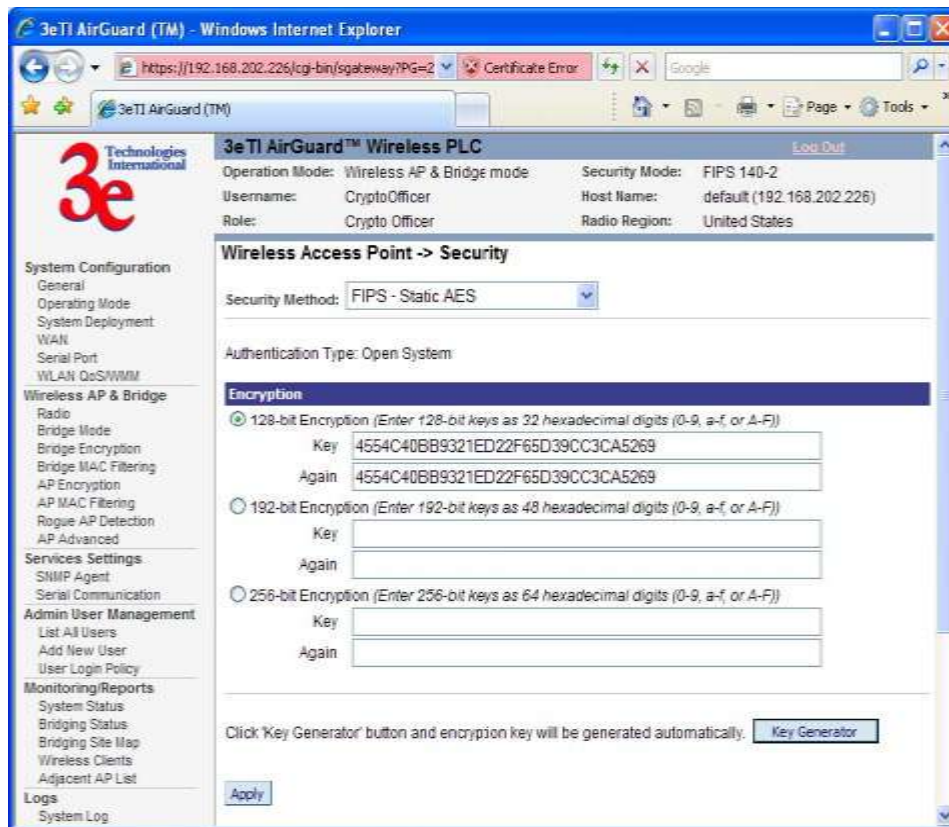 3eTI AirGuard (TM) - Windows Internet Explorer
https://192.168.202.226/cgi-bin/sgateway?PG=2
Certificate Error
Google
3eTI AirGuard (TM)
Page
Tools
Technologies
International
3e
3eTI AirGuard™ Wireless PLC
Log Out
Operation Mode: Wireless AP & Bridge mode
Security Mode: FIPS 140-2
Username: CryptoOfficer
Host Name: default (192.168.202.226)
Role: Crypto Officer
Radio Region: United States
System Configuration
General
Operating Mode
System Deployment
WAN
Serial Port
WLAN QoS/WMM
Wireless AP & Bridge
Radio
Bridge Mode
Bridge Encryption
Bridge MAC Filtering
AP Encryption
AP MAC Filtering
Rogue AP Detection
AP Advanced
Services Settings
SNMP Agent
Serial Communication
Admin User Management
List All Users
Add New User
User Login Policy
Monitoring/Reports
System Status
Bridging Status
Bridging Site Map
Wireless Clients
Adjacent AP List
Logs
System Log
Wireless Access Point -> Security
Security Method: FIPS - Static AES
Authentication Type: Open System
Encryption
128-bit Encryption (Enter 128-bit keys as 32 hexadecimal digits (0-9, a-f, or A-F))
Key 4554C40BB9321ED22F65D39CC3CA5269
Again 4554C40BB9321ED22F65D39CC3CA5269
192-bit Encryption (Enter 192-bit keys as 48 hexadecimal digits (0-9, a-f, or A-F))
Key
Again
256-bit Encryption (Enter 256-bit keys as 64 hexadecimal digits (0-9, a-f, or A-F))
Key
Again
Click 'Key Generator' button and encryption key will be generated automatically. Key Generator
Apply